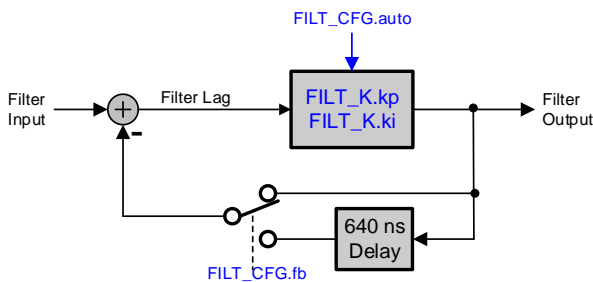 FILT_CFG.auto
Filter
Input
+
Filter Lag
-
FILT_K.kp
FILT_K.ki
Filter
Output
640 ns
Delay
FILT_CFG.fb